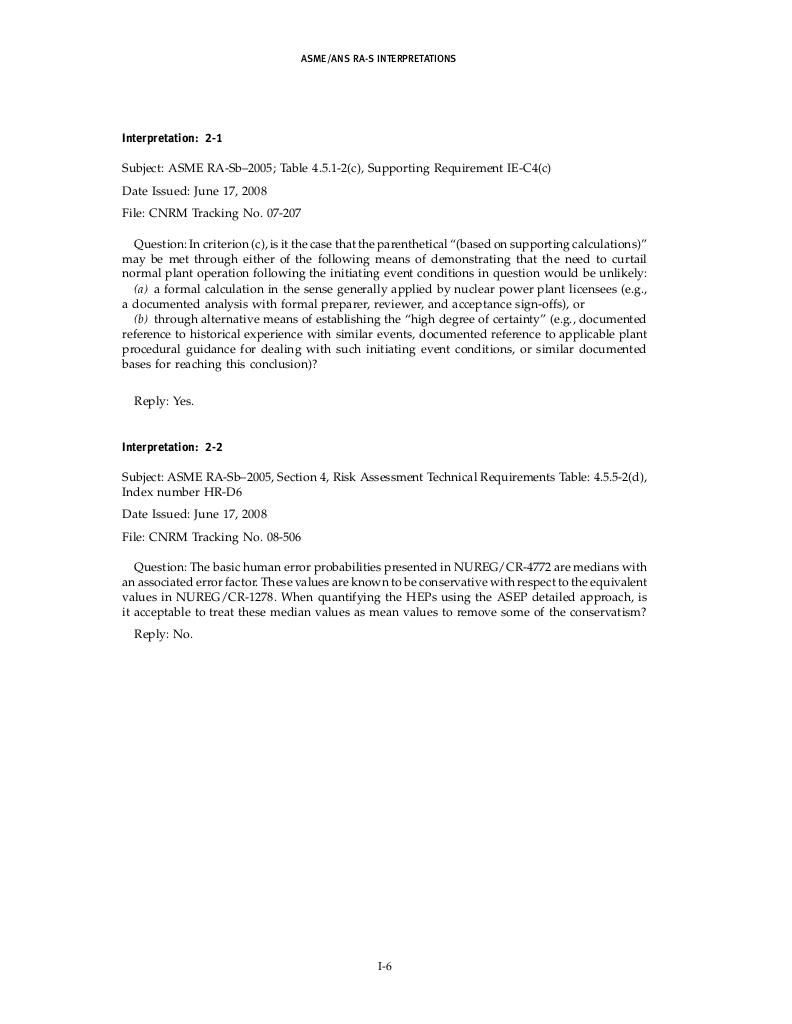 ASME/ANS RA-S INTERPRETATIONS
Interpretation: 2-1
Subject: ASME RA-Sb–2005; Table 4.5.1-2(c), Supporting Requirement IE-C4(c)
Date Issued: June 17, 2008
File: CNRM Tracking No. 07-207
Question: In criterion (c), is it the case that the parenthetical “(based on supporting calculations)”
may be met through either of the following means of demonstrating that the need to curtail
normal plant operation following the initiating event conditions in question would be unlikely:
(a) a formal calculation in the sense generally applied by nuclear power plant licensees (e.g.,
a documented analysis with formal preparer, reviewer, and acceptance sign-offs), or
(b) through alternative means of establishing the “high degree of certainty” (e.g., documented
reference to historical experience with similar events, documented reference to applicable plant
procedural guidance for dealing with such initiating event conditions, or similar documented
bases for reaching this conclusion)?
Reply: Yes.
Interpretation: 2-2
Subject: ASME RA-Sb–2005, Section 4, Risk Assessment Technical Requirements Table: 4.5.5-2(d),
Index number HR-D6
Date Issued: June 17, 2008
File: CNRM Tracking No. 08-506
Question: The basic human error probabilities presented in NUREG/CR-4772 are medians with
an associated error factor. These values are known to be conservative with respect to the equivalent
values in NUREG/CR-1278. When quantifying the HEPs using the ASEP detailed approach, is
it acceptable to treat these median values as mean values to remove some of the conservatism?
Reply: No.
I-6